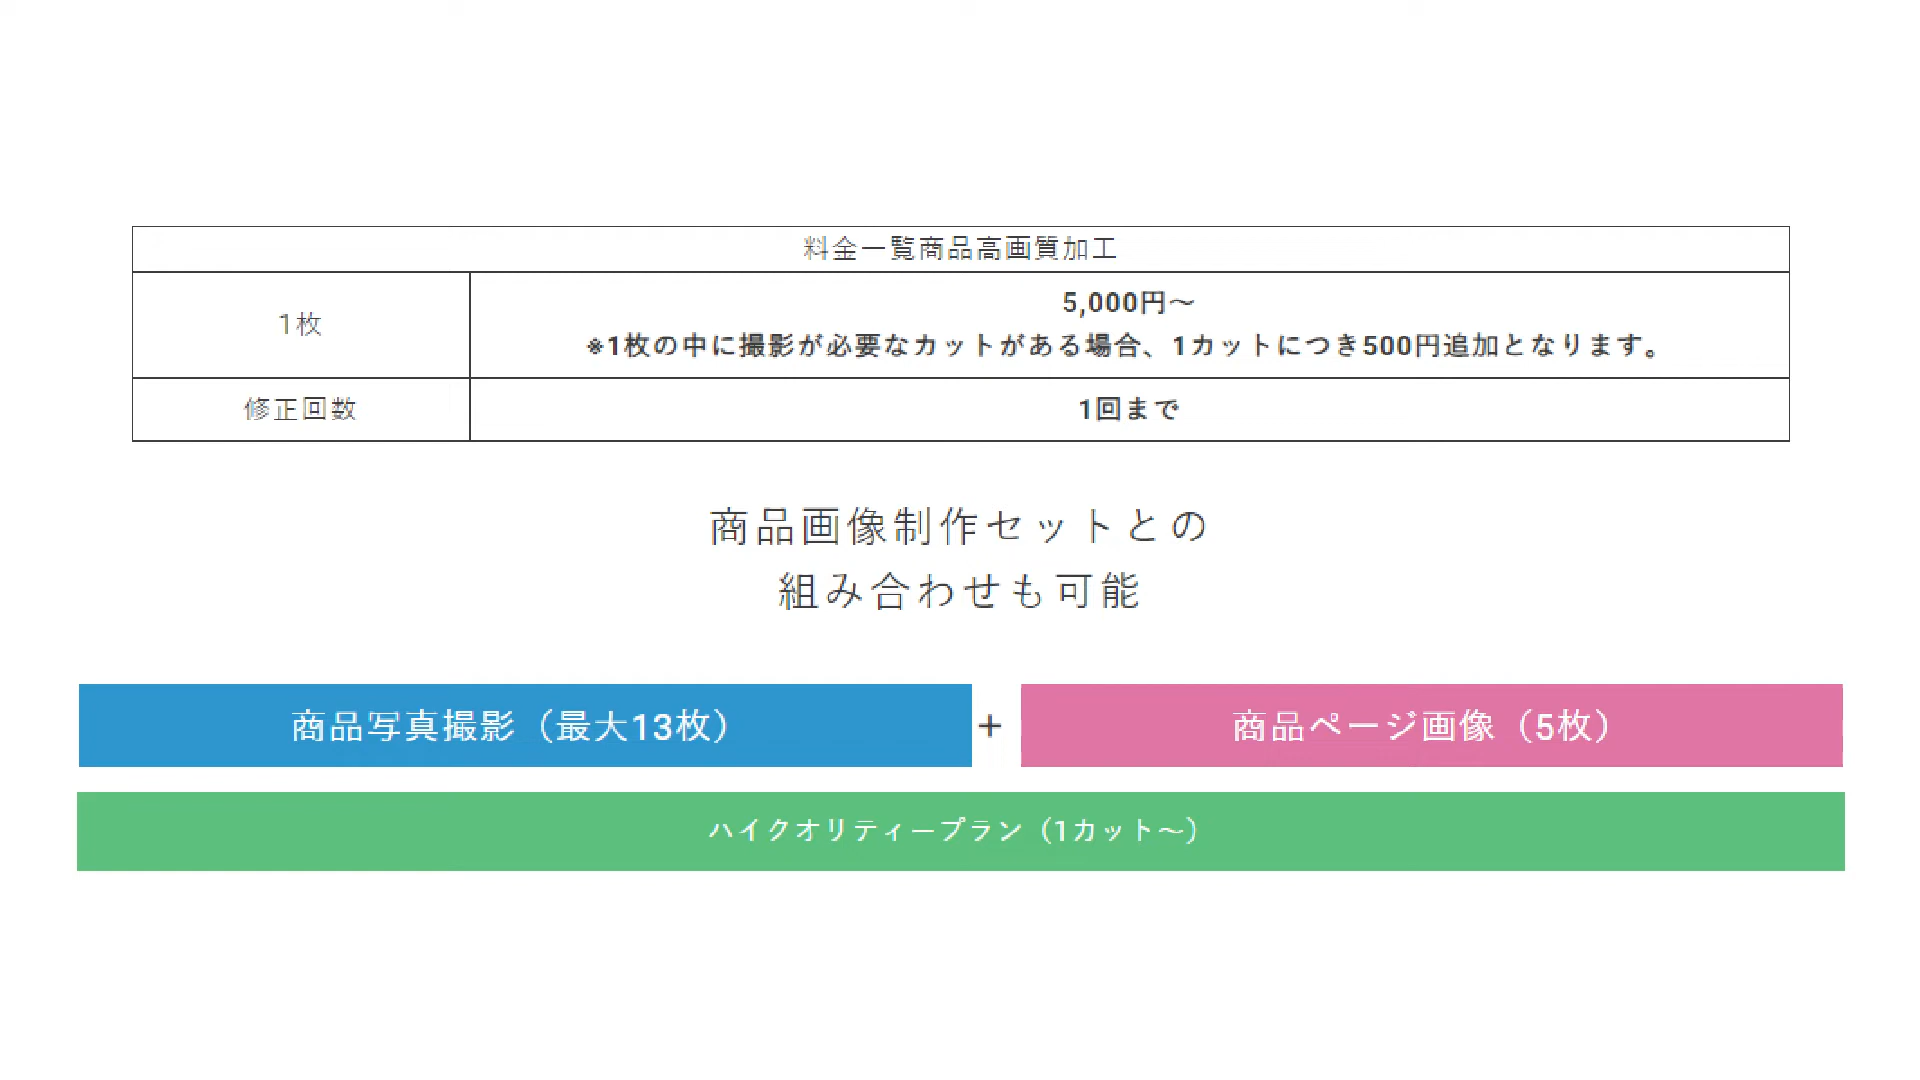 料金一覧商品高画質加工
1枚
5,000円～
※1枚の中に撮影が必要なカットがある場合、1カットにつき500円追加となります。
修正回数
1回まで
商品画像制作セットとの
組み合わせも可能
商品写真撮影（最大13枚）
+
商品ページ画像（5枚）
ハイクオリティープラン（1カット～）